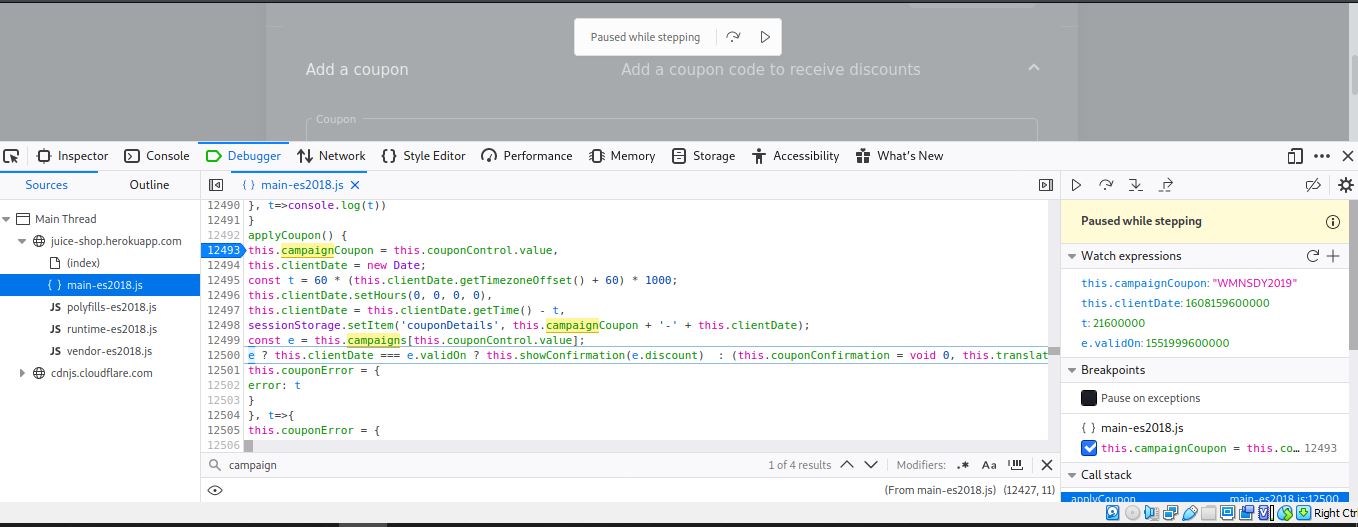 Paused while stepping
Add a coupon
Add a coupon code to receive discounts
Coupon
Inspector
Console
Debugger
Network
Style Editor
Performance
Memory
Storage
Accessibility
What's New
Sources
Outline
main-es2018.js
Main Thread
juice-shop.herokuapp.com
(index)
main-es2018.js
JS polyfills-es2018.js
JS runtime-es2018.js
JS vendor-es2018.js
cdnjs.cloudflare.com
12490 }, t=>console.log(t))
12491 }
12492 applyCoupon() {
12493 this.campaignCoupon = this.couponControl.value,
12494 this.clientDate = new Date;
12495 const t = 60 * (this.clientDate.getTimezoneOffset() + 60) * 1000;
12496 this.clientDate.setHours(0, 0, 0, 0),
12497 this.clientDate = this.clientDate.getTime() - t,
12498 sessionStorage.setItem('couponDetails', this.campaignCoupon + '-' + this.clientDate);
12499 const e = this.campaigns[this.couponControl.value];
12500 e ? this.clientDate === e.validOn ? this.showConfirmation(e.discount) : (this.couponConfirmation = void 0, this.translat
12501 this.couponError = {
12502 error: t
12503 }
12504 }, t=>{
12505 this.couponError = {
12506
campaign
1 of 4 results
Modifiers:
.*
Aa
(From main-es2018.js) (12427, 11)
Paused while stepping
Watch expressions
this.campaignCoupon: "WMNSDY2019"
this.clientDate: 1608159600000
t: 21600000
e.validOn: 1551999600000
Breakpoints
Pause on exceptions
{ } main-es2018.js
this.campaignCoupon = this.co… 12493
Call stack
applyCoupon main-es2018.js:12500
Right Ctrl